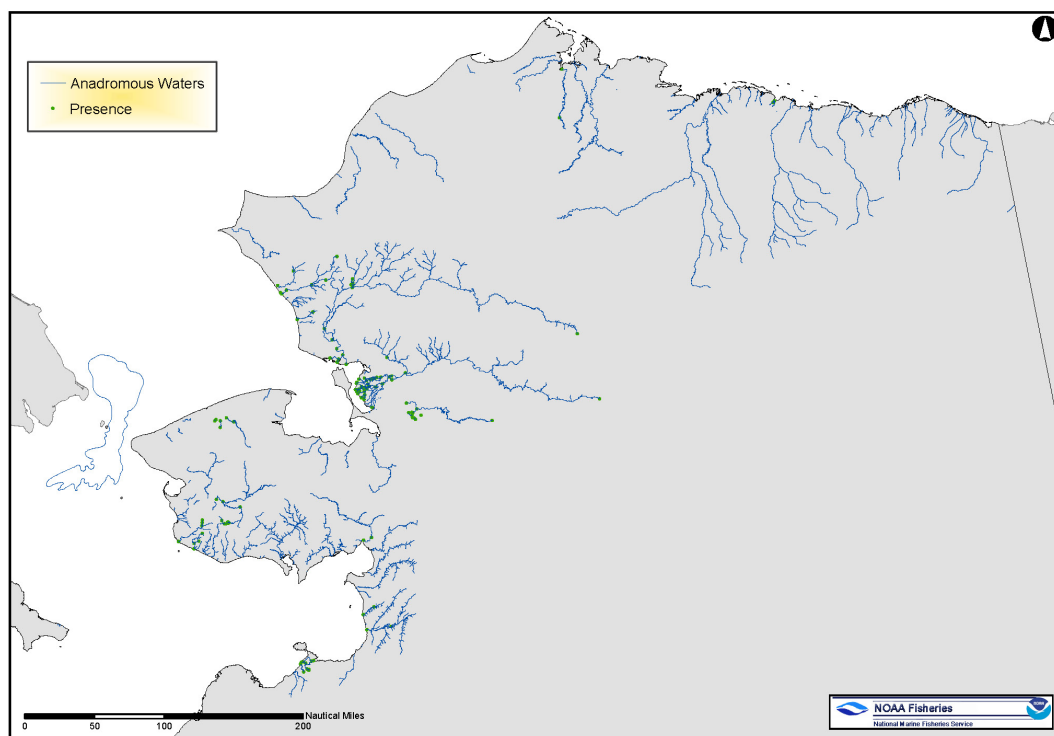 Anadromous Waters
Presence
Nautical Miles
0 50 100 200
NOAA Fisheries
National Marine Fisheries Service